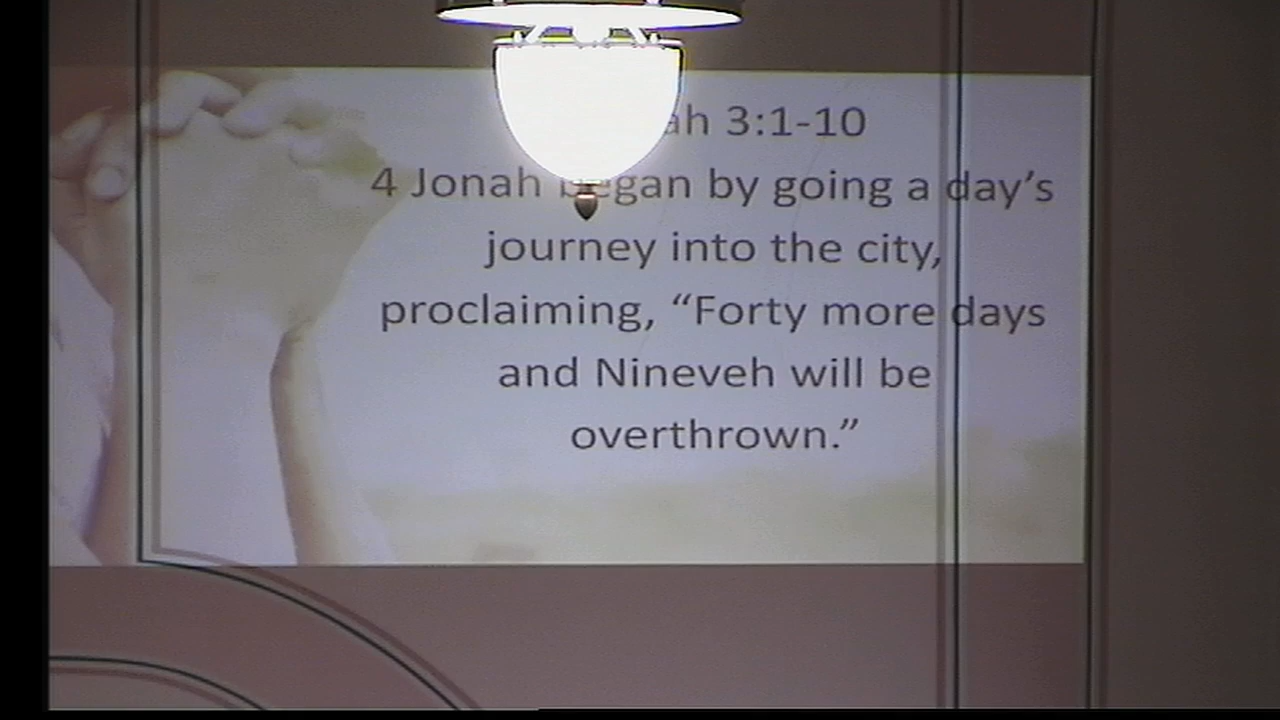 ah 3:1-10
4 Jonah began by going a day’s
journey into the city,
proclaiming, “Forty more days
and Nineveh will be
overthrown.”